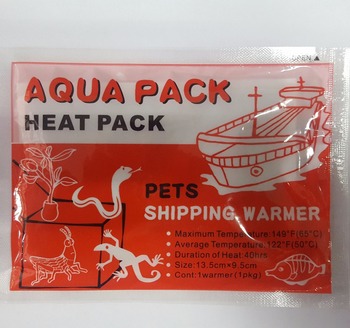 OPEN ▲
AQUA PACK
HEAT PACK
PETS
SHIPPING WARMER
• Maximum Temperature:149°F(65°C)
• Average Temperature:122°F(50°C)
• Duration of Heat:40hrs
• Size:13.5cm×9.5cm
• Cont:1warmer(1pkg)